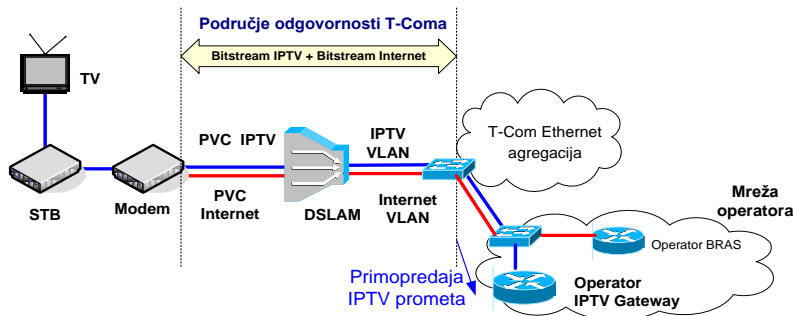 Područje odgovornosti T-Coma
Bitstream IPTV + Bitstream Internet
TV
PVC IPTV
IPTV
VLAN
T-Com Ethernet
agregacija
STB
Modem
PVC
Internet
DSLAM
Internet
VLAN
Mreža
operatora
Operator BRAS
Primopredaja
IPTV prometa
Operator
IPTV Gateway